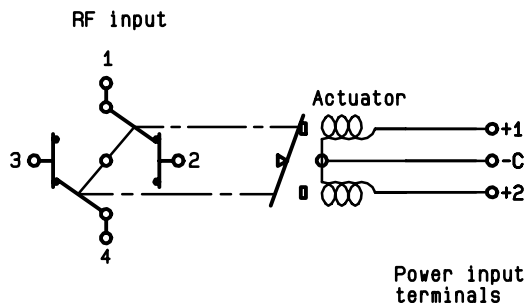 RF input
1
Actuator
+1
3
2
-C
+2
4
Power input
terminals